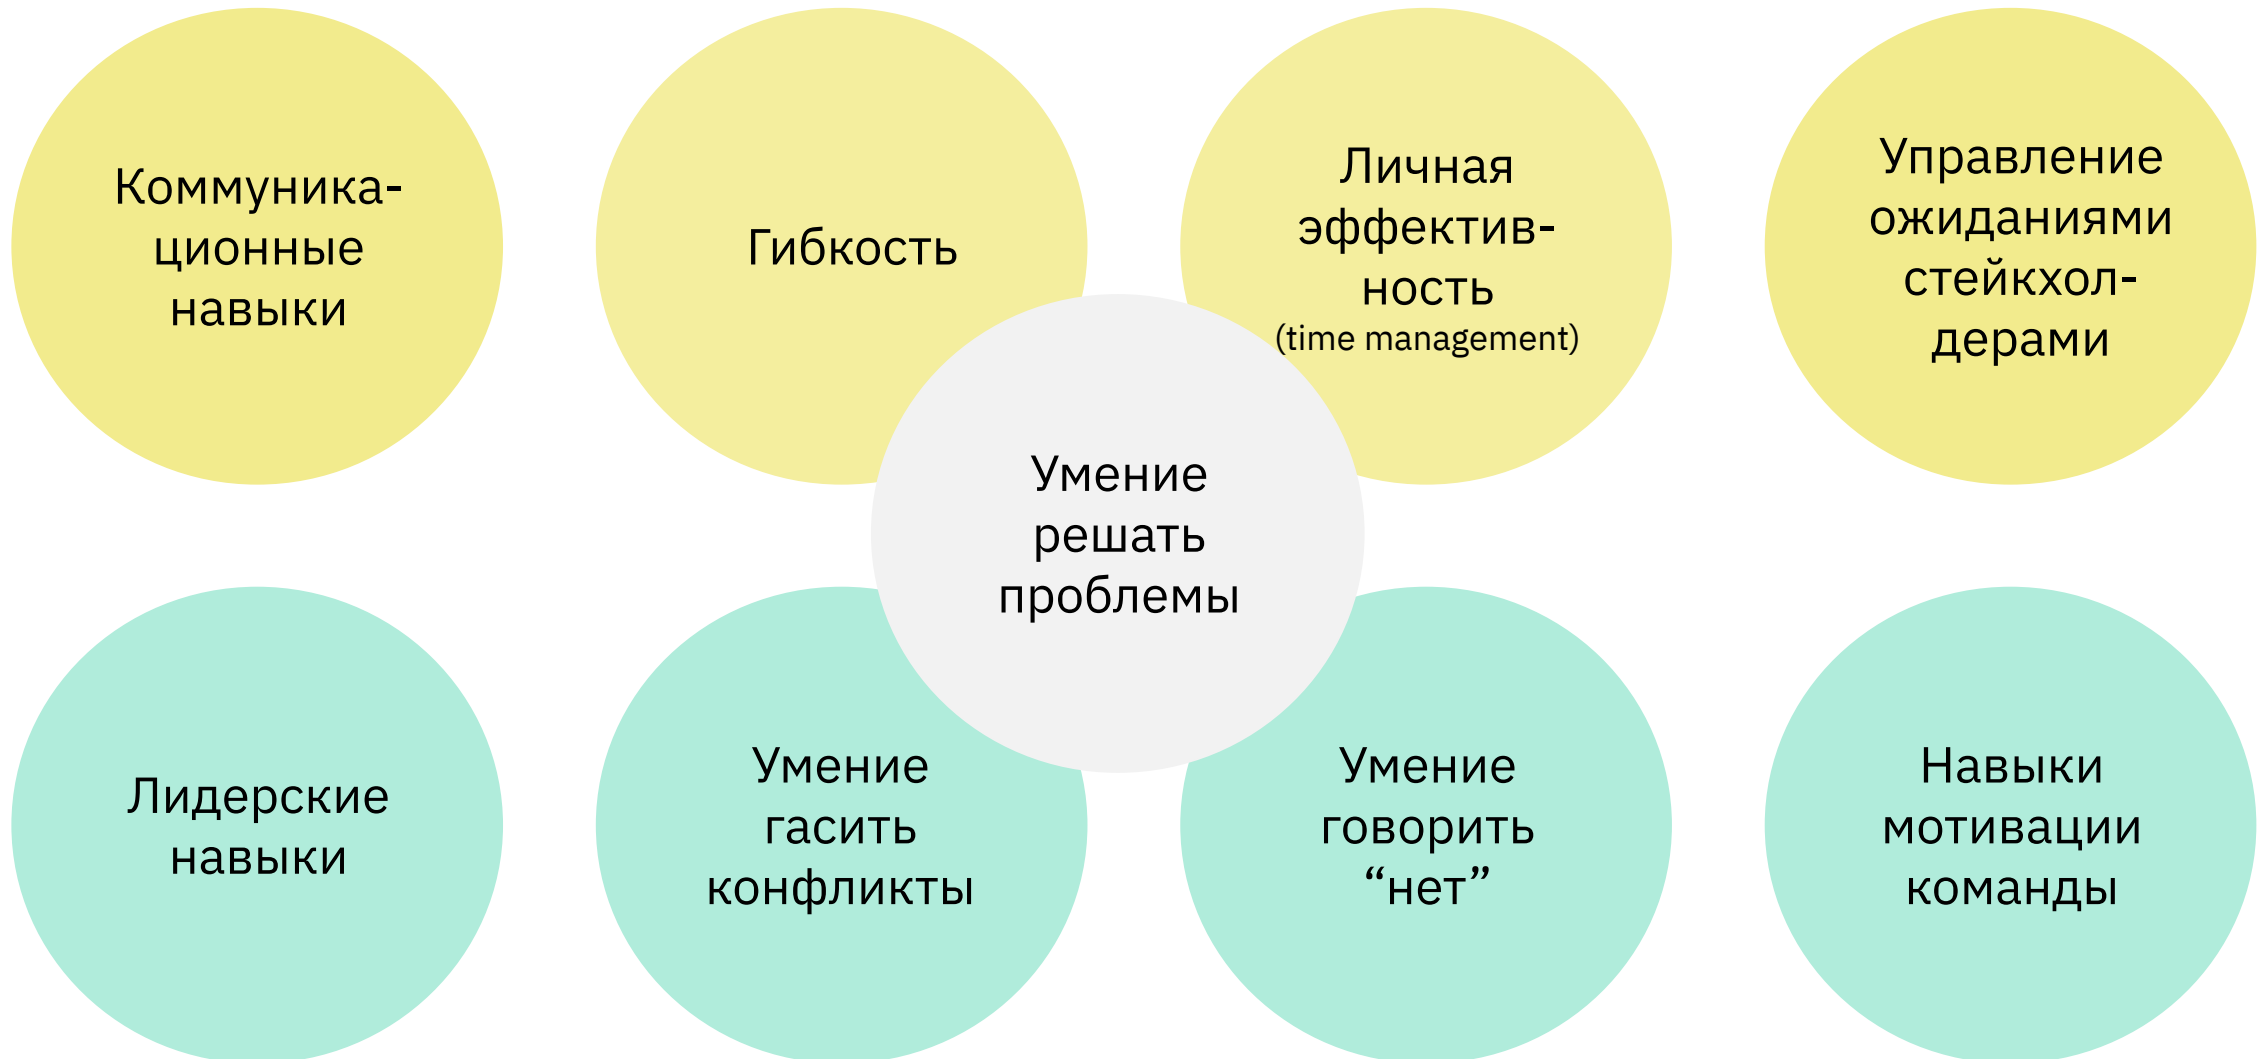 Коммуника-
ционные
навыки
Гибкость
Личная
эффектив-
ность
(time management)
Управление
ожиданиями
стейкхол-
дерами
Умение
решать
проблемы
Лидерские
навыки
Умение
гасить
конфликты
Умение
говорить
“нет”
Навыки
мотивации
команды